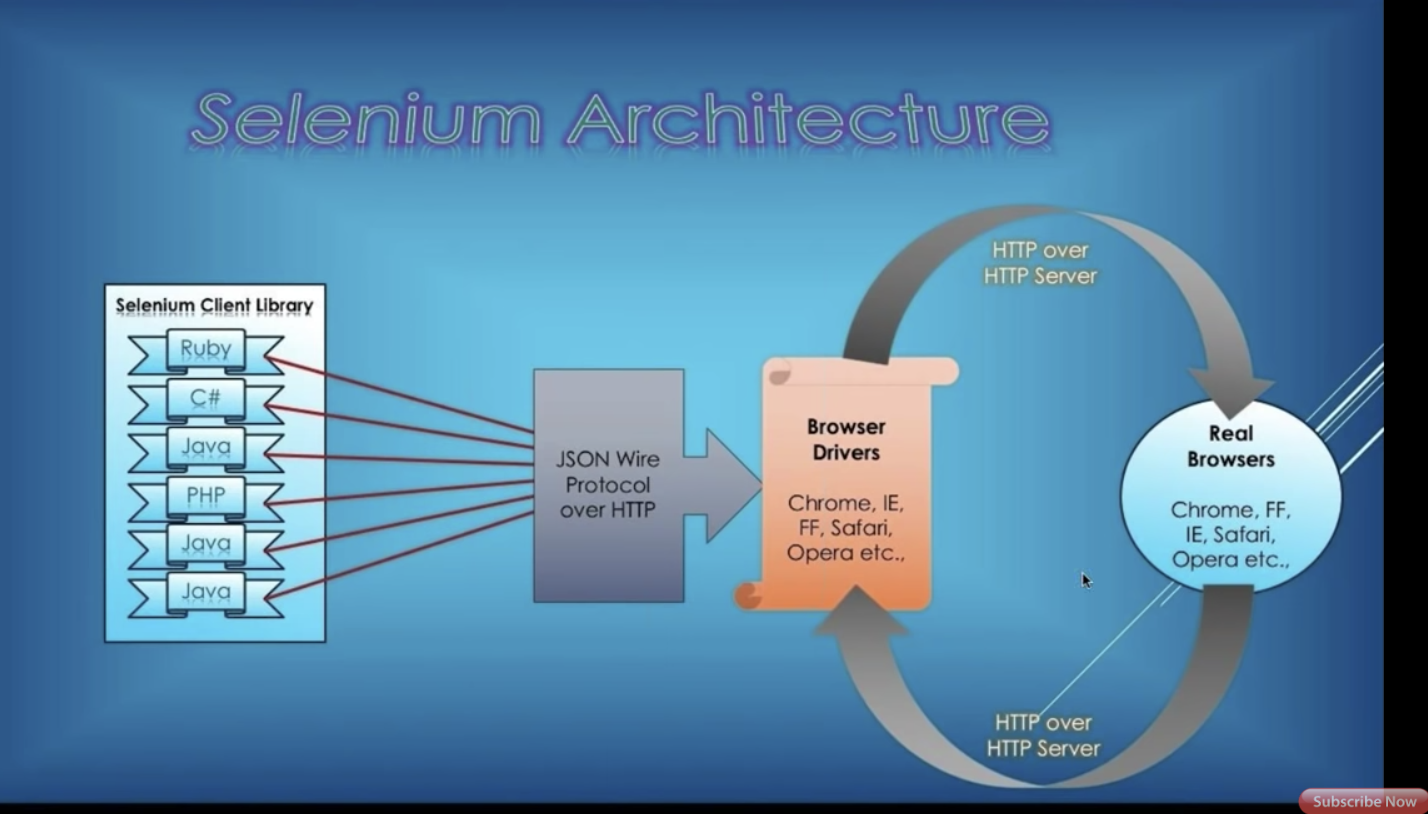 Selenium Architecture
Selenium Client Library
Ruby
C#
Java
PHP
Java
Java
JSON Wire
Protocol
over HTTP
Browser
Drivers
Chrome, IE,
FF, Safari,
Opera etc.,
HTTP over
HTTP Server
Real
Browsers
Chrome, FF,
IE, Safari,
Opera etc.,
HTTP over
HTTP Server
Subscribe Now